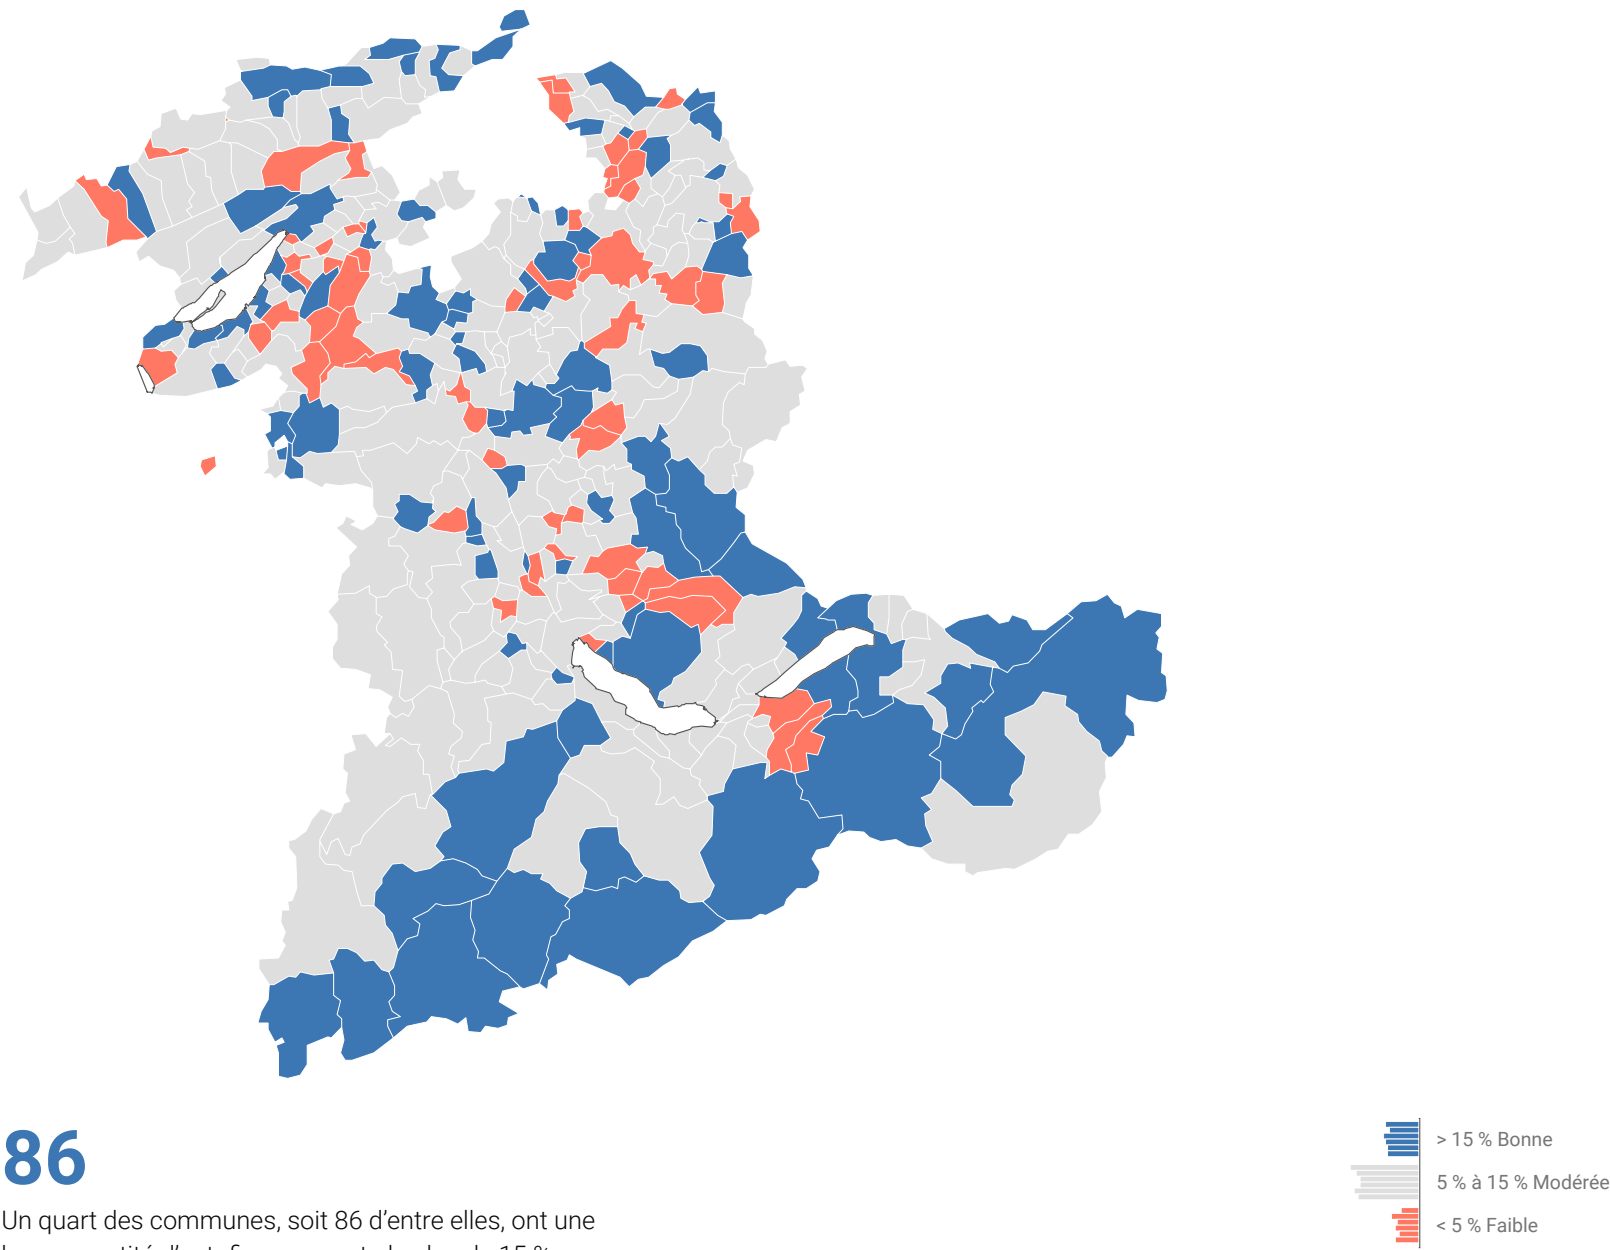 86
Un quart des communes, soit 86 d'entre elles, ont une
> 15 % Bonne
5 % à 15 % Modérée
< 5 % Faible